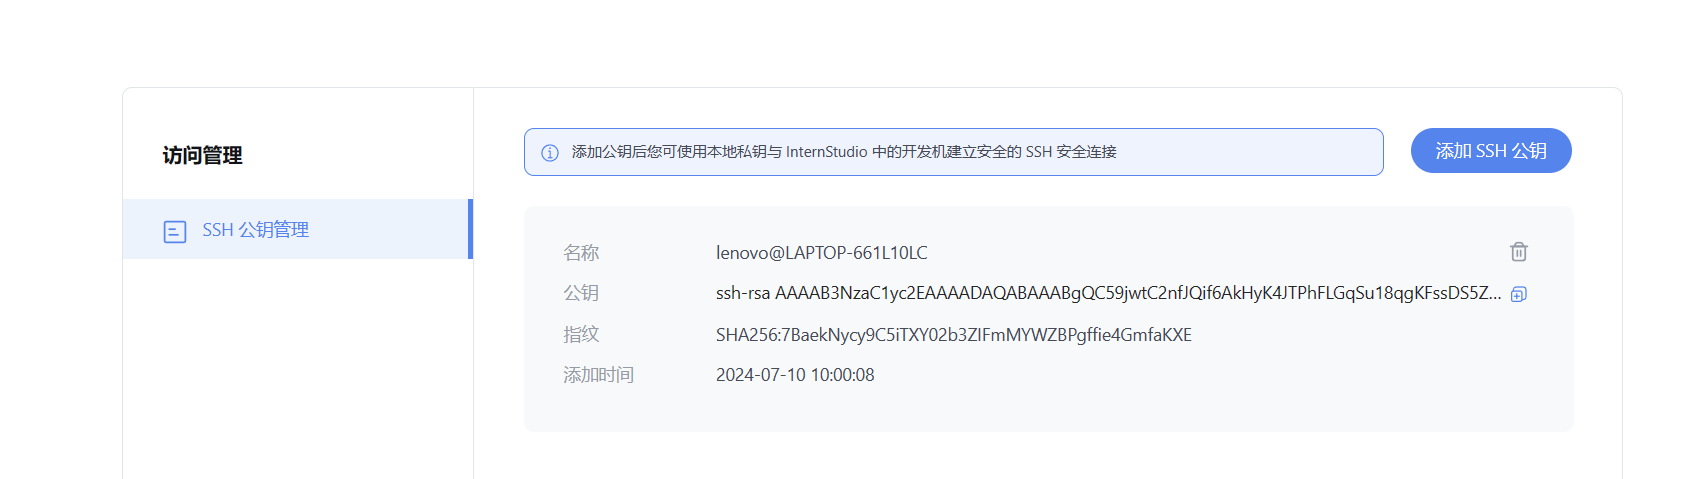 访问管理
SSH 公钥管理
添加公钥后您可使用本地私钥与 InternStudio 中的开发机建立安全的 SSH 安全连接
添加 SSH 公钥
名称 lenovo@LAPTOP-661L10LC
公钥 ssh-rsa AAAAB3NzaC1yc2EAAAADAQABAAABgQC59jwtC2nfJQif6AkHyK4JTPhFLGqSu18qgKFssDS5Z...
指纹 SHA256:7BaekNycy9C5iTXY02b3ZIFmMYWZBPgffie4GmfaKXE
添加时间 2024-07-10 10:00:08